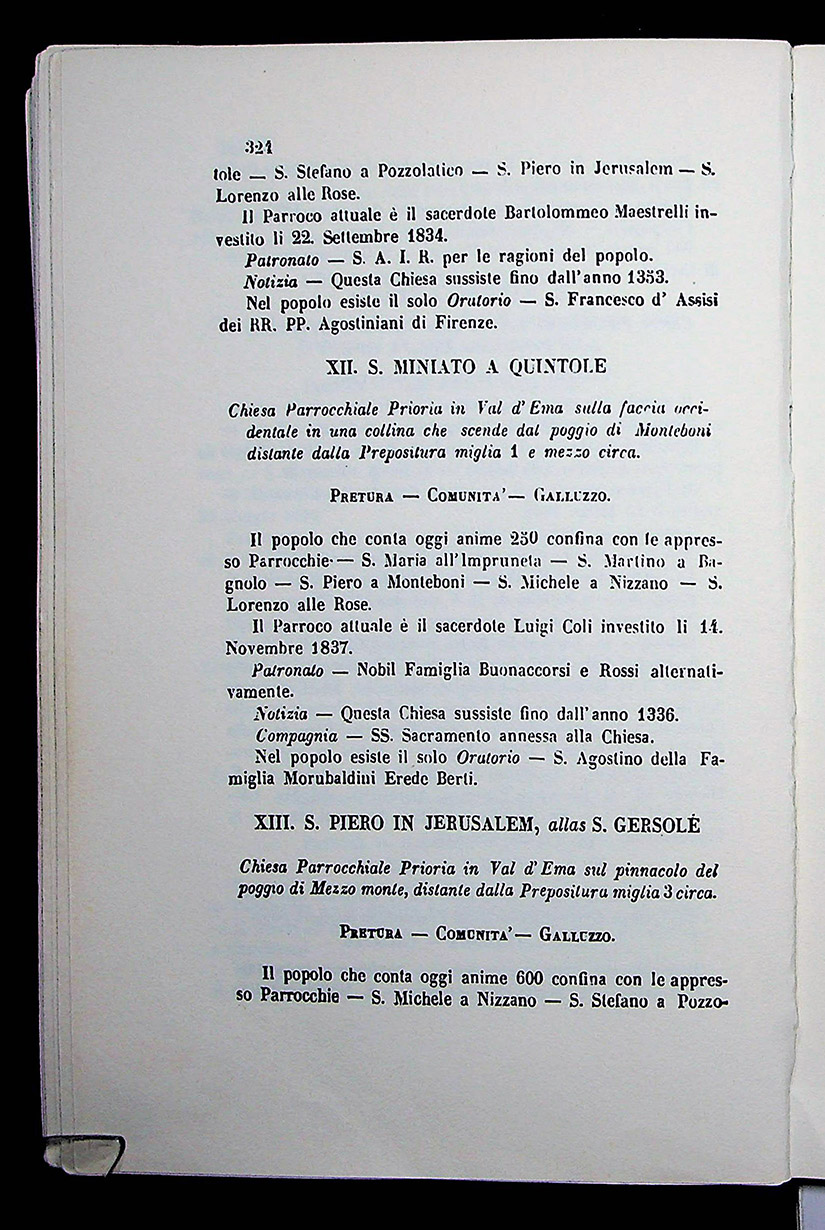 324
tole — S. Stefano a Pozzolatico — S. Piero in Jerusalem — S.
Lorenzo alle Rose.
Il Parroco attuale è il sacerdote Bartolommeo Maestrelli in-
vestito li 22. Settembre 1834.
Patronato — S. A. I. R. per le ragioni del popolo.
Notizia — Questa Chiesa sussiste fino dall'anno 1353.
Nel popolo esiste il solo Oratorio — S. Francesco d' Assisi
dei RR. PP. Agostiniani di Firenze.
XII. S. MINIATO A QUINTOLE
Chiesa Parrocchiale Prioria in Val d' Ema sulla faccia occi-
dentale in una collina che scende dal poggio di Monteboni
distante dalla Prepositura miglia 1 e mezzo circa.
PRETURA — COMUNITA' — GALLUZZO.
Il popolo che conta oggi anime 250 confina con le appres-
so Parrocchie — S. Maria all'Impruneta — S. Martino a Ba-
gnolo — S. Piero a Monteboni — S. Michele a Nizzano — S.
Lorenzo alle Rose.
Il Parroco attuale è il sacerdote Luigi Coli investito li 14.
Novembre 1837.
Patronato — Nobil Famiglia Buonaccorsi e Rossi alternati-
vamente.
Notizia — Questa Chiesa sussiste fino dall'anno 1336.
Compagnia — SS. Sacramento annessa alla Chiesa.
Nel popolo esiste il solo Oratorio — S. Agostino della Fa-
miglia Morubaldini Erede Berti.
XIII. S. PIERO IN JERUSALEM, alias S. GERSOLÉ
Chiesa Parrocchiale Prioria in Val d' Ema sul pinnacolo del
poggio di Mezzo monte, distante dalla Prepositura miglia 3 circa.
PRETURA — COMUNITA' — GALLUZZO.
Il popolo che conta oggi anime 600 confina con le appres-
so Parrocchie — S. Michele a Nizzano — S. Stefano a Pozzo-